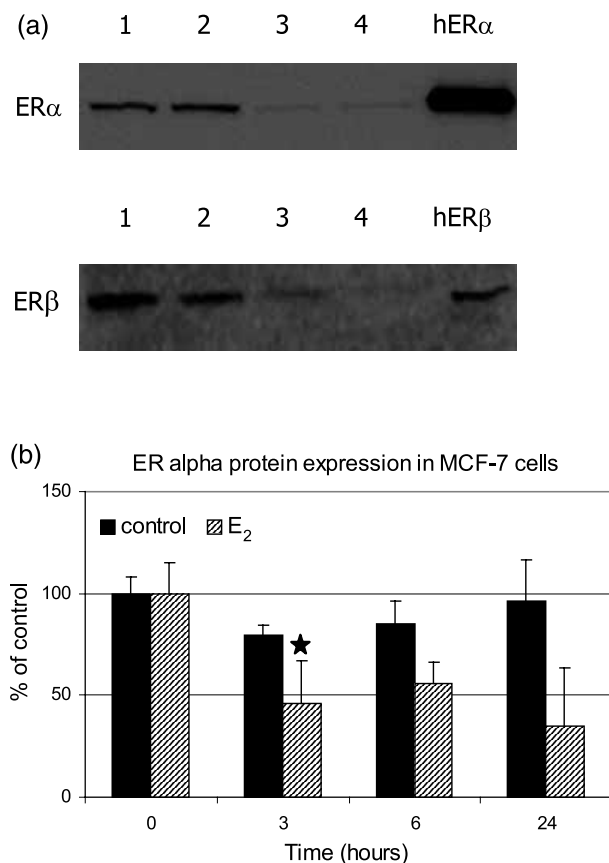 (a)
1 2 3 4 hERα
ERα
1 2 3 4 hERβ
ERβ
(b)
ER alpha protein expression in MCF-7 cells
150
control E₂
100
50
0
% of control
0 3 6 24
Time (hours)